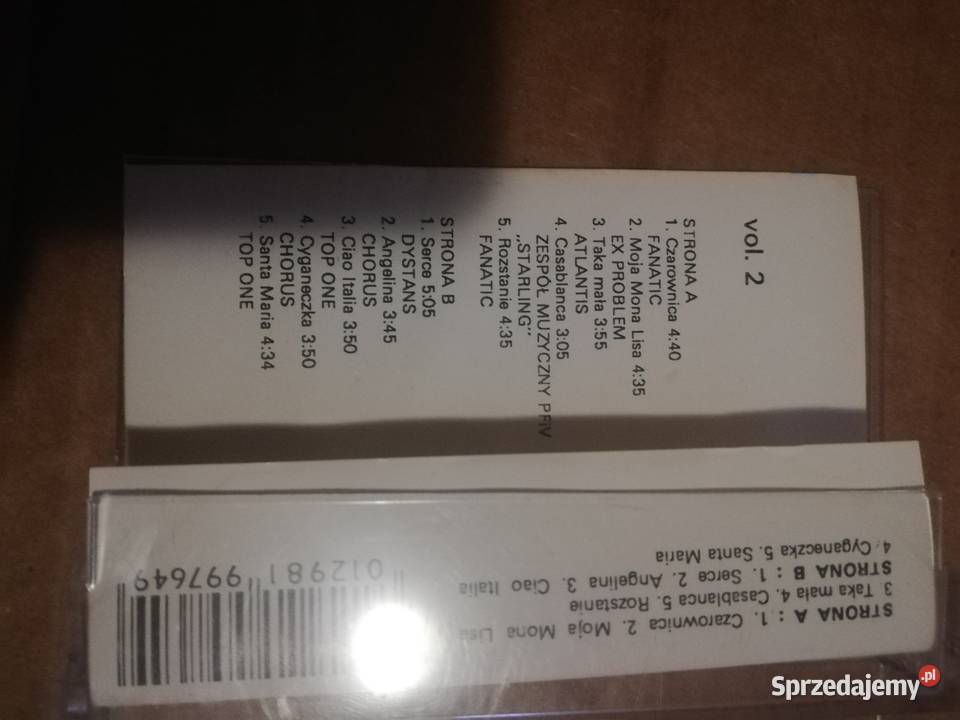 vol. 2
STRONA A
1. Czarownica 4:40
FANATIC
2. Moja Mona Lisa 4:35
EX PROBLEM
3. Taka mała 3:55
ATLANTIS
4. Casablanca 3:05
ZESPÓŁ MUZYCZNY PFiV
„STARLING"
5. Rozstanie 4:35
FANATIC
STRONA B
1. Serce 5:05
DYSTANS
2. Angelina 3:45
CHORUS
3. Ciao Italia 3:50
TOP ONE
4. Cyganeczka 3:50
CHORUS
5. Santa Maria 4:34
TOP ONE
STRONA A : 1. Czarownica 2. Moja Mona Lisa
3 Taka mała 4. Casablanca 5. Rozstanie
STRONA B : 1. Serce 2. Angelina 3. Ciao Italia
4. Cyganeczka 5. Santa Maria
012981 997649
Sprzedajemy.pl